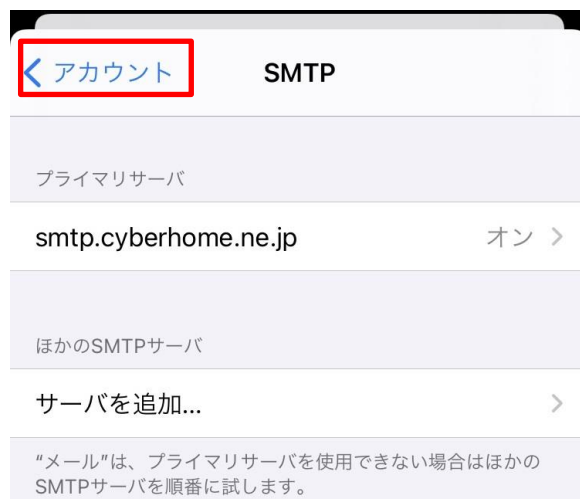 アカウント SMTP
プライマリサーバ
smtp.cyberhome.ne.jp オン
ほかのSMTPサーバ
サーバを追加...
“メール”は、プライマリサーバを使用できない場合はほかの
SMTPサーバを順番に試します。